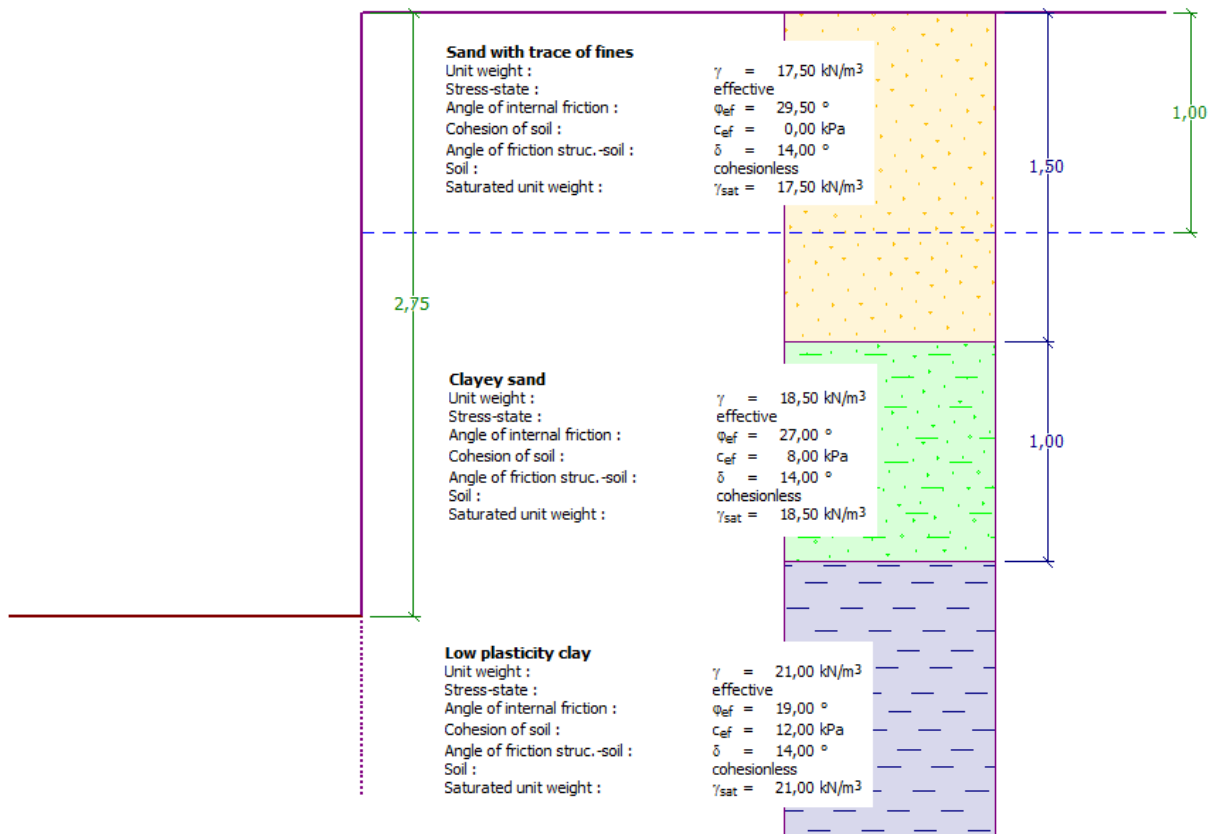 Sand with trace of fines
Unit weight : γ = 17,50 kN/m³
Stress-state : effective
Angle of internal friction : φef = 29,50 °
Cohesion of soil : cef = 0,00 kPa
Angle of friction struc.-soil : δ = 14,00 °
Soil : cohesionless
Saturated unit weight : γsat = 17,50 kN/m³
1,00
1,50
2,75
Clayey sand
Unit weight : γ = 18,50 kN/m³
Stress-state : effective
Angle of internal friction : φef = 27,00 °
Cohesion of soil : cef = 8,00 kPa
Angle of friction struc.-soil : δ = 14,00 °
Soil : cohesionless
Saturated unit weight : γsat = 18,50 kN/m³
1,00
Low plasticity clay
Unit weight : γ = 21,00 kN/m³
Stress-state : effective
Angle of internal friction : φef = 19,00 °
Cohesion of soil : cef = 12,00 kPa
Angle of friction struc.-soil : δ = 14,00 °
Soil : cohesionless
Saturated unit weight : γsat = 21,00 kN/m³